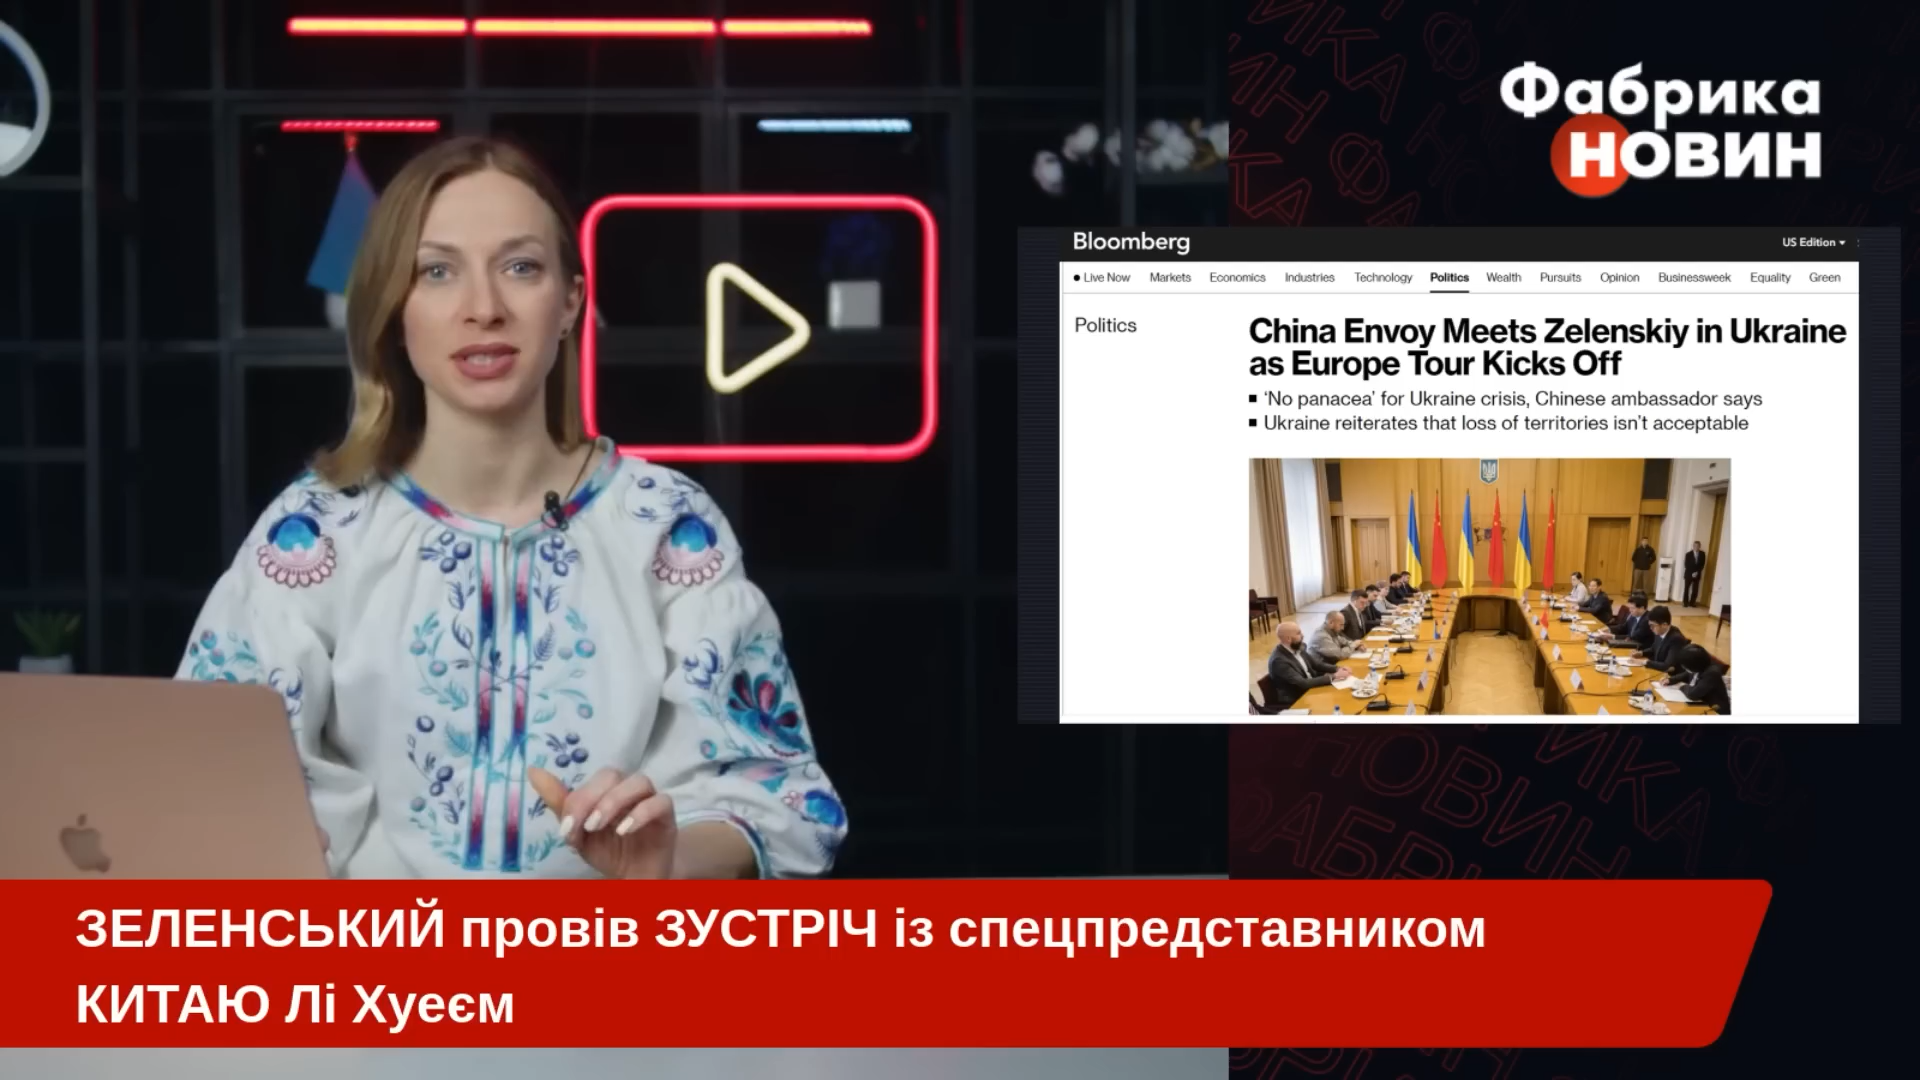 Фабрика
новин
Bloomberg
US Edition
Live Now Markets Economics Industries Technology Politics Wealth Pursuits Opinion Businessweek Equality Green
Politics
China Envoy Meets Zelenskiy in Ukraine
as Europe Tour Kicks Off
‘No panacea’ for Ukraine crisis, Chinese ambassador says
Ukraine reiterates that loss of territories isn’t acceptable
ЗЕЛЕНСЬКИЙ провів ЗУСТРІЧ із спецпредставником
КИТАЮ Лі Хуеєм